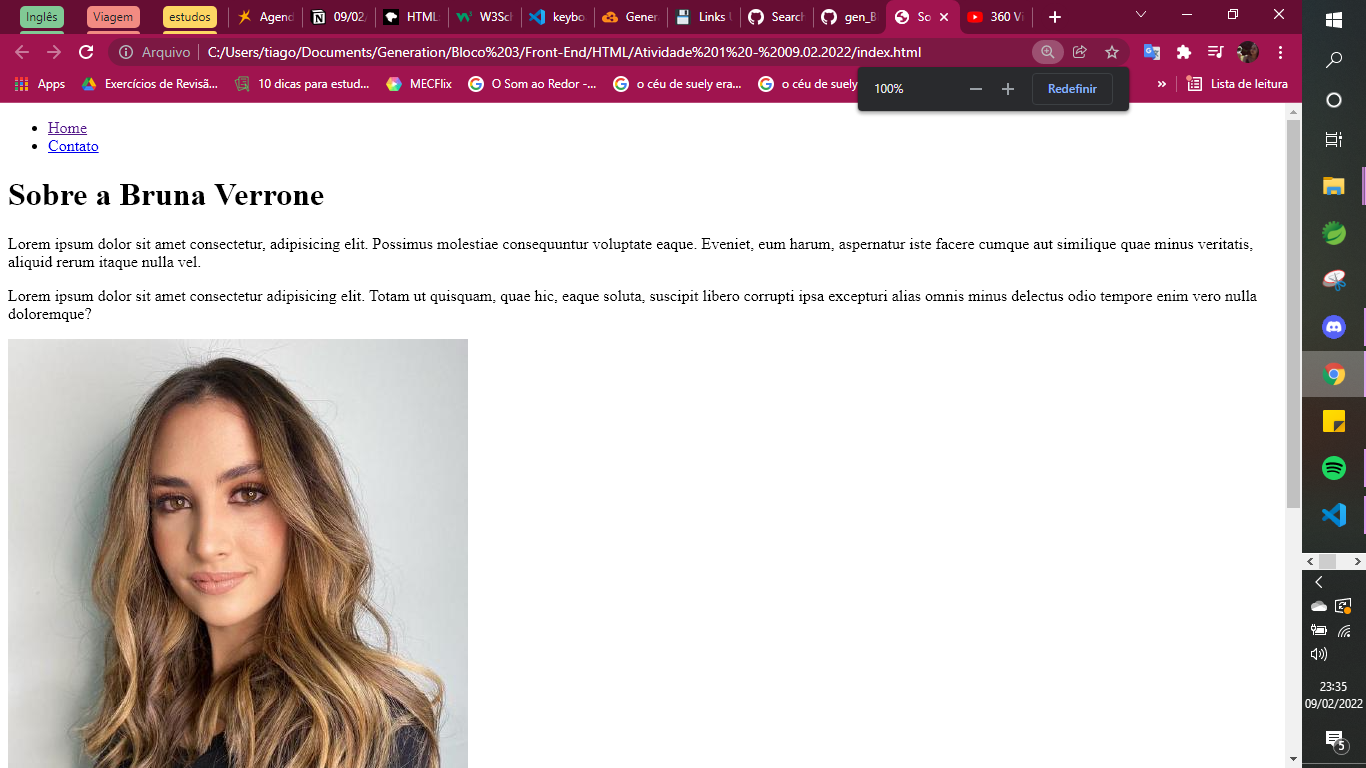 Inglês
Viagem
estudos
Agend
09/02,
HTML
W3Sch
keybo
Gener
Links U
Search
gen_B
So
360 Vi
Arquivo
C:/Users/tiago/Documents/Generation/Bloco%203/Front-End/HTML/Atividade%201%20-%2009.02.2022/index.html
Apps
Exercícios de Revisã...
10 dicas para estud...
MECFlix
O Som ao Redor -...
o céu de suely era...
o céu de suely
»
Lista de leitura
100%
Redefinir
Home
Contato
Sobre a Bruna Verrone
Lorem ipsum dolor sit amet consectetur, adipisicing elit. Possimus molestiae consequuntur voluptate eaque. Eveniet, eum harum, aspernatur iste facere cumque aut similique quae minus veritatis,
aliquid rerum itaque nulla vel.
Lorem ipsum dolor sit amet consectetur adipisicing elit. Totam ut quisquam, quae hic, eaque soluta, suscipit libero corrupti ipsa excepturi alias omnis minus delectus odio tempore enim vero nulla
doloremque?
23:35
09/02/2022
5